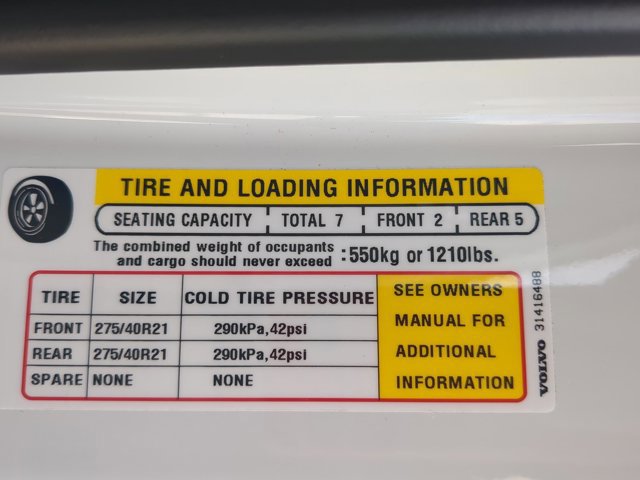 TIRE AND LOADING INFORMATION
SEATING CAPACITY TOTAL 7 FRONT 2 REAR 5
The combined weight of occupants
and cargo should never exceed :550kg or 1210lbs.
TIRE SIZE COLD TIRE PRESSURE
FRONT 275/40R21 290kPa,42psi
REAR 275/40R21 290kPa,42psi
SPARE NONE NONE
SEE OWNERS
MANUAL FOR
ADDITIONAL
INFORMATION
VOLVO 31416488